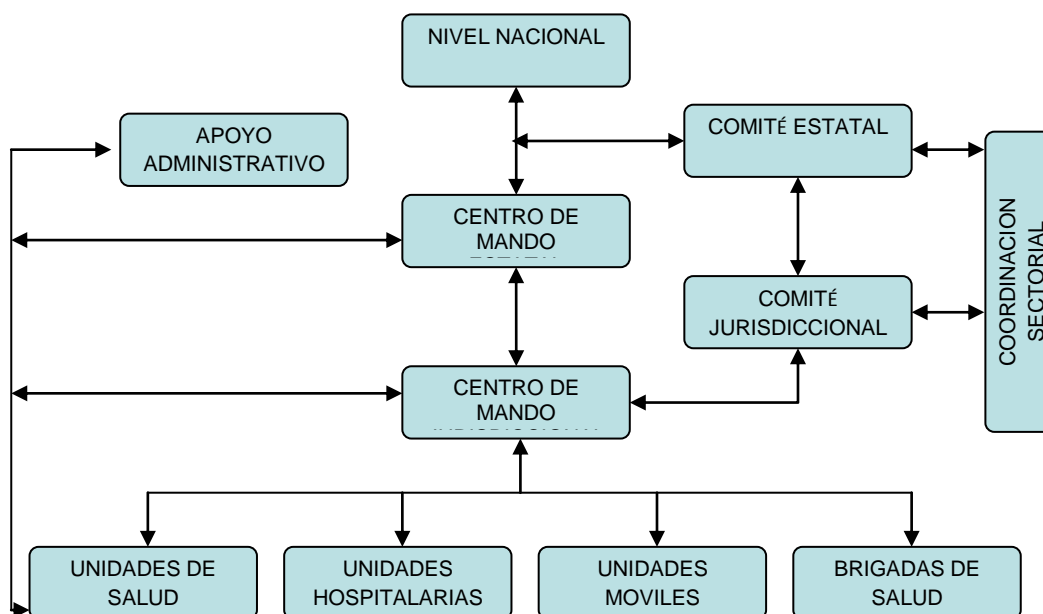 NIVEL NACIONAL
COMITÉ ESTATAL
APOYO
ADMINISTRATIVO
CENTRO DE
MANDO
COORDINACION
SECTORIAL
COMITÉ
JURISDICCIONAL
CENTRO DE
MANDO
UNIDADES DE
SALUD
UNIDADES
HOSPITALARIAS
UNIDADES
MOVILES
BRIGADAS DE
SALUD